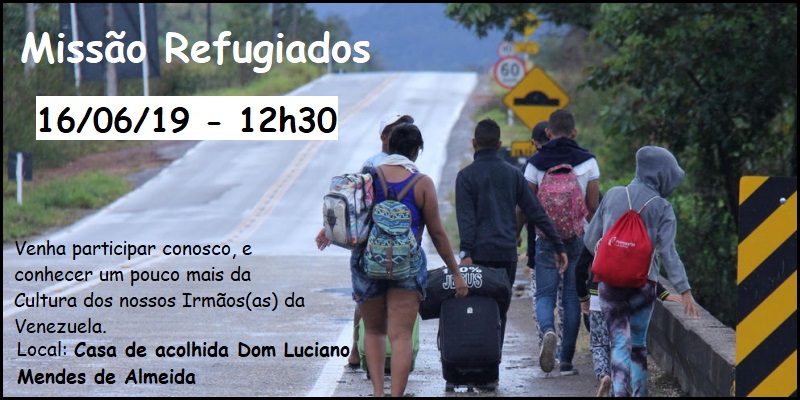 Missão Refugiados
16/06/19 - 12h30
60
100% JESUS
Venha participar conosco, e
conhecer um pouco mais da
Cultura dos nossos Irmãos(as) da
Venezuela.
Local: Casa de acolhida Dom Luciano
Mendes de Almeida